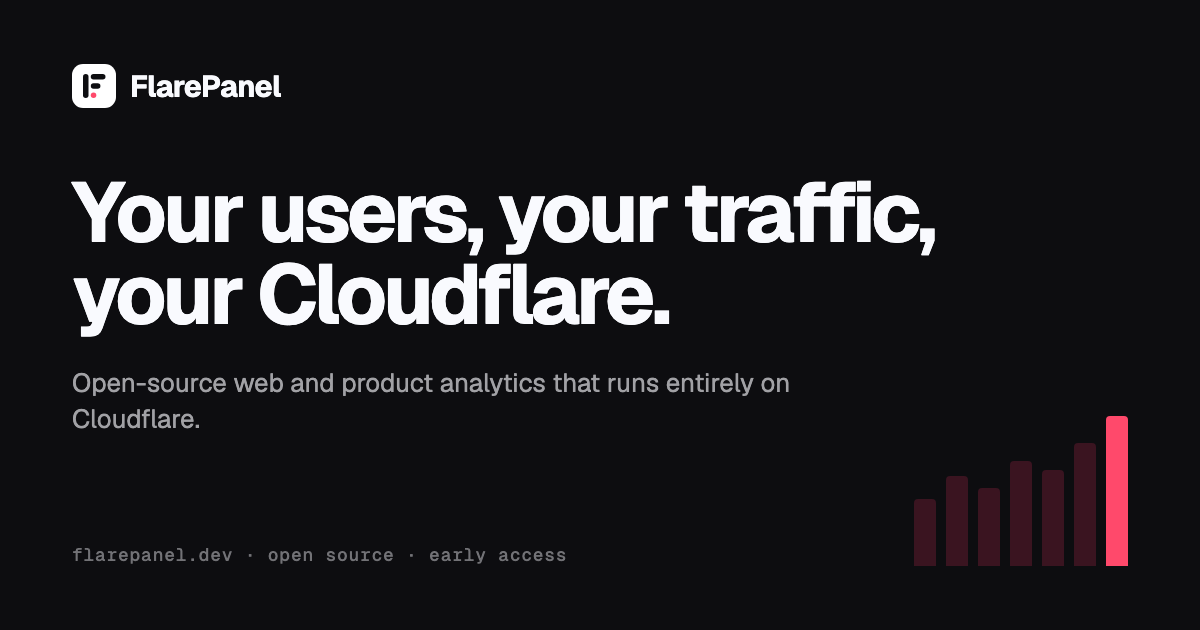 FlarePanel
Your users, your traffic,
your Cloudflare.
Open-source web and product analytics that runs entirely on
Cloudflare.
flarepanel.dev · open source · early access